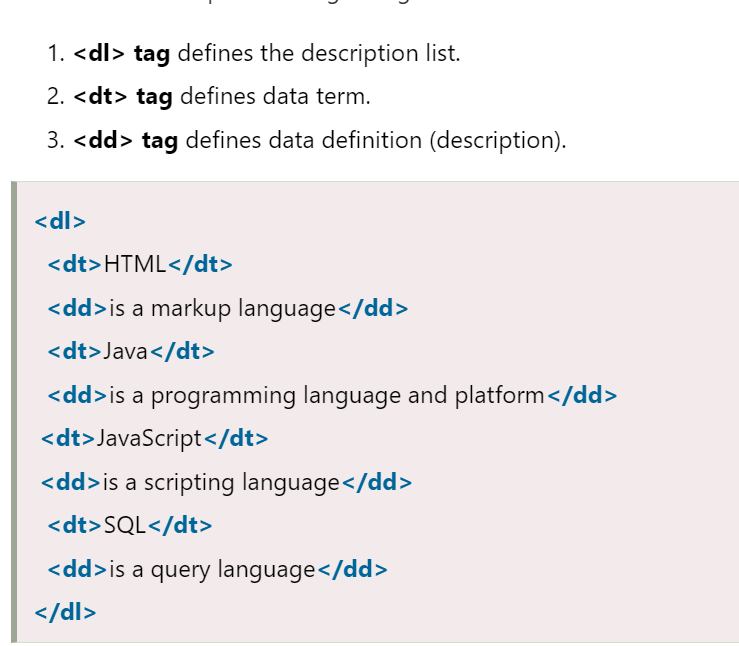 1. <dl> tag defines the description list.
2. <dt> tag defines data term.
3. <dd> tag defines data definition (description).
<dl>
<dt>HTML</dt>
<dd>is a markup language</dd>
<dt>Java</dt>
<dd>is a programming language and platform</dd>
<dt>JavaScript</dt>
<dd>is a scripting language</dd>
<dt>SQL</dt>
<dd>is a query language</dd>
</dl>